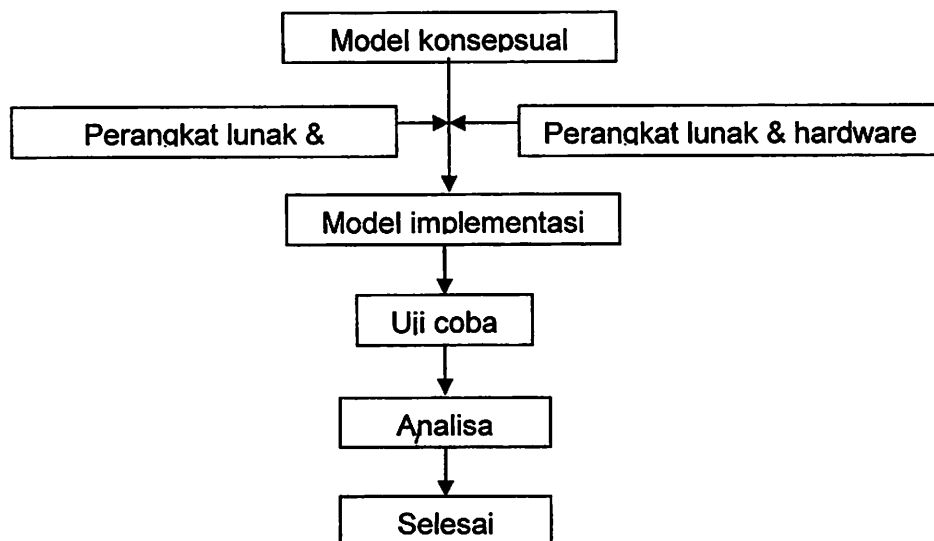 Model konsepsual
Perangkat lunak &
Perangkat lunak & hardware
Model implementasi
Uji coba
Analisa
Selesai